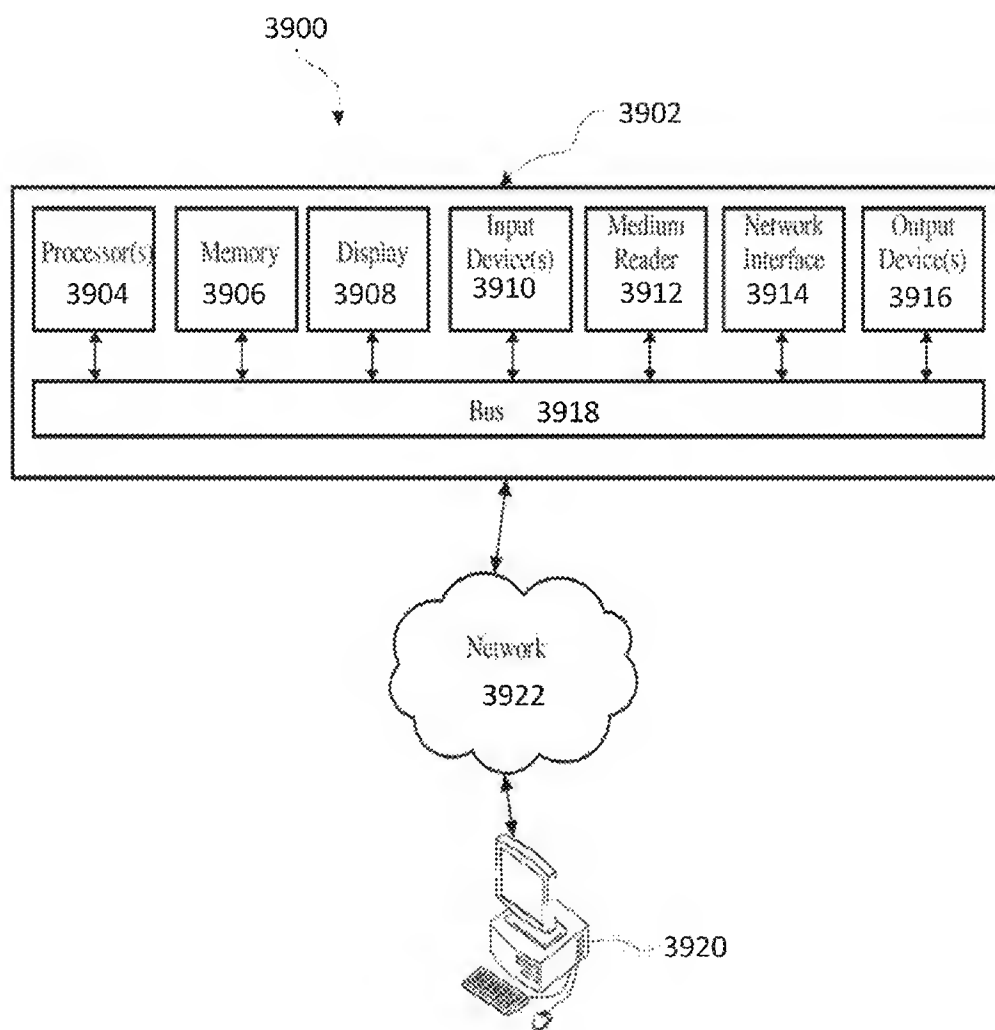 3900
3902
Processor(s)
3904
Memory
3906
Display
3908
Input
Device(s)
3910
Medium
Reader
3912
Network
Interface
3914
Output
Device(s)
3916
Bus 3918
Network
3922
3920